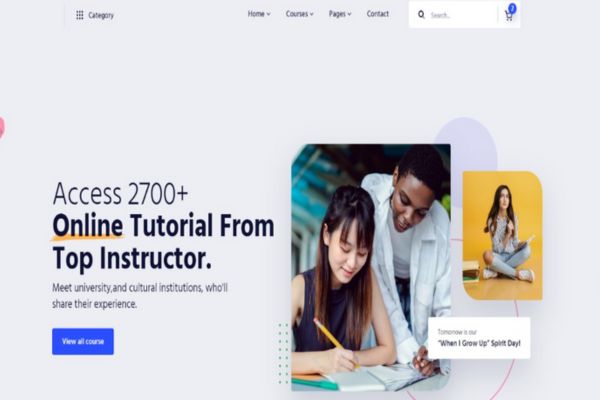 Category
Home
Courses
Pages
Contact
Search..
7
Access 2700+
Online Tutorial From
Top Instructor.
Meet university,and cultural institutions, who'll
share their experience.
View all course
Tomorrow is our
“When I Grow Up” Spirit Day!